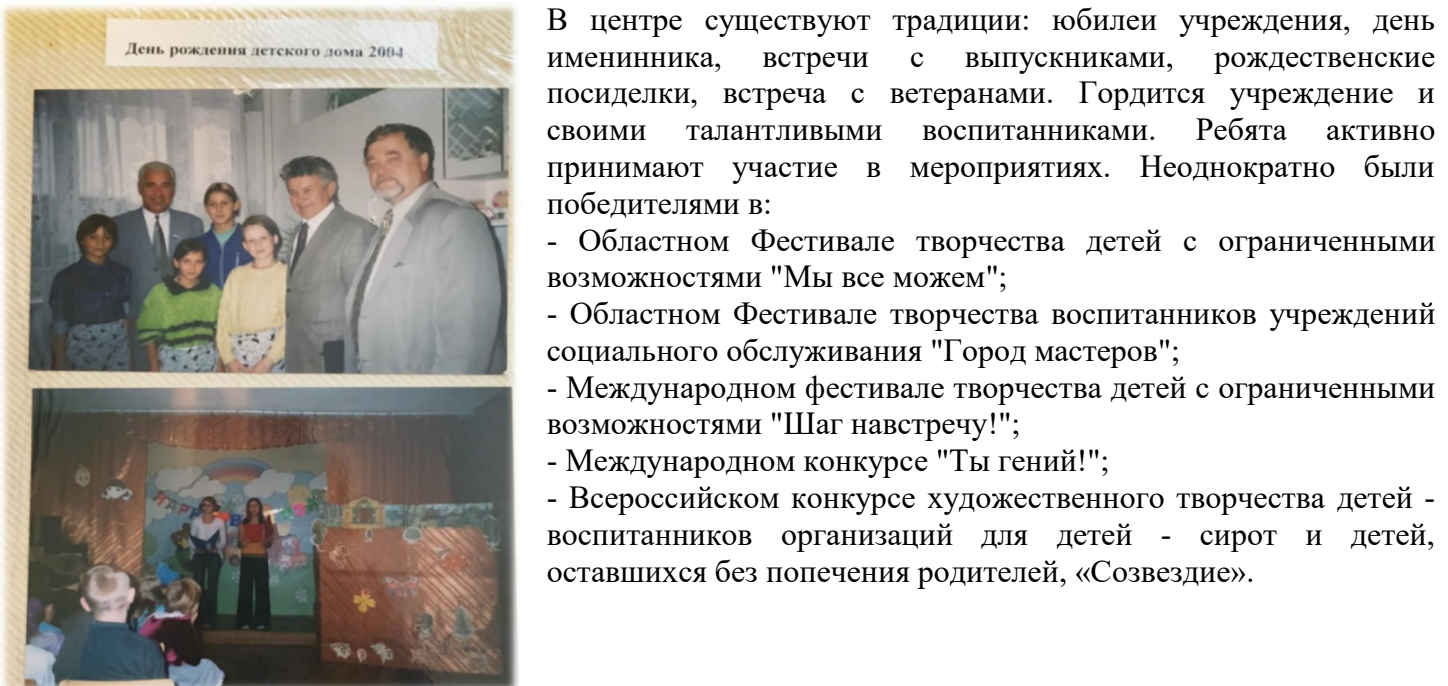 День рождения детского дома 2004
В центре существуют традиции: юбилеи учреждения, день
именинника, встречи с выпускниками, рождественские
посиделки, встреча с ветеранами. Гордится учреждение и
своими талантливыми воспитанниками. Ребята активно
принимают участие в мероприятиях. Неоднократно были
победителями в:
- Областном Фестивале творчества детей с ограниченными
возможностями "Мы все можем";
- Областном Фестивале творчества воспитанников учреждений
социального обслуживания "Город мастеров";
- Международном фестивале творчества детей с ограниченными
возможностями "Шаг навстречу!";
- Международном конкурсе "Ты гений!";
- Всероссийском конкурсе художественного творчества детей -
воспитанников организаций для детей - сирот и детей,
оставшихся без попечения родителей, «Созвездие».